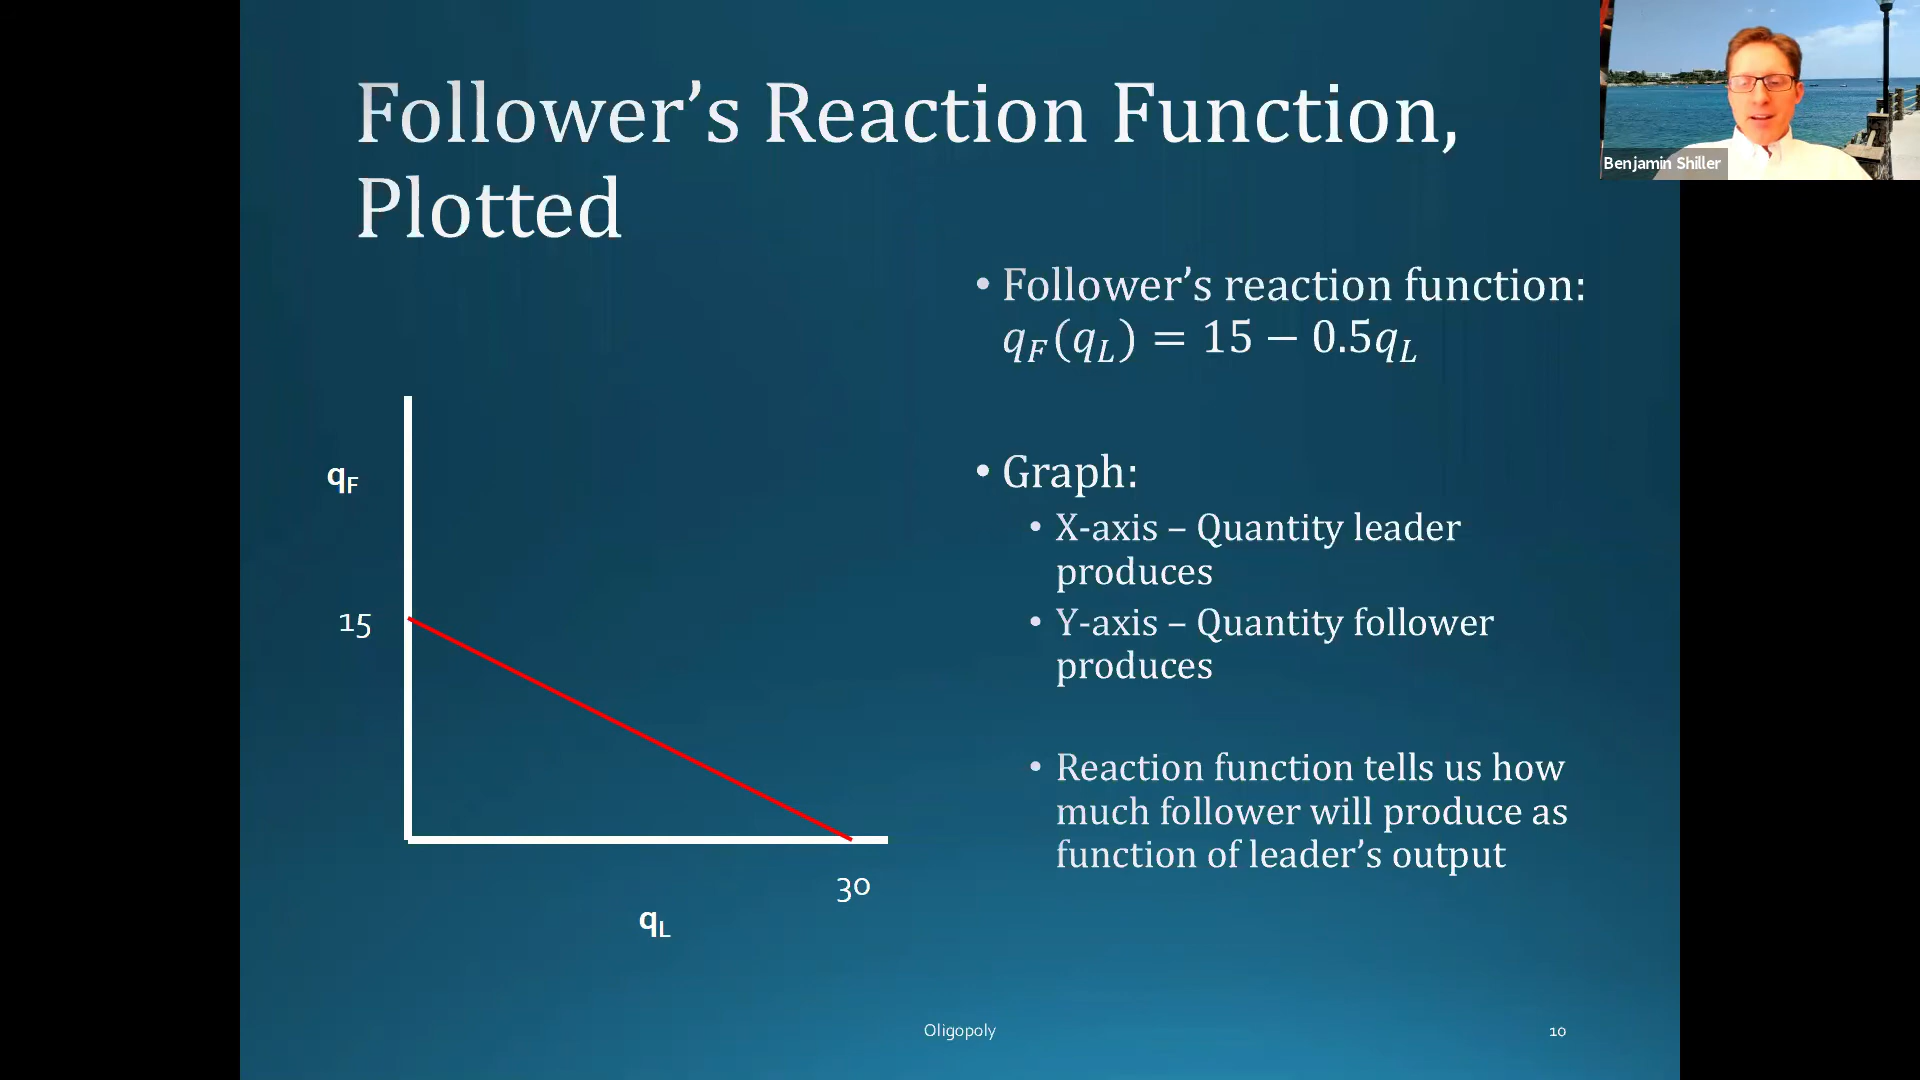 Follower’s Reaction Function,
Plotted
Benjamin Shiller
• Follower’s reaction function:
q_F(q_L) = 15 − 0.5q_L
• Graph:
• X-axis – Quantity leader
produces
• Y-axis – Quantity follower
produces
• Reaction function tells us how
much follower will produce as
function of leader’s output
q_F
15
30
q_L
Oligopoly
10